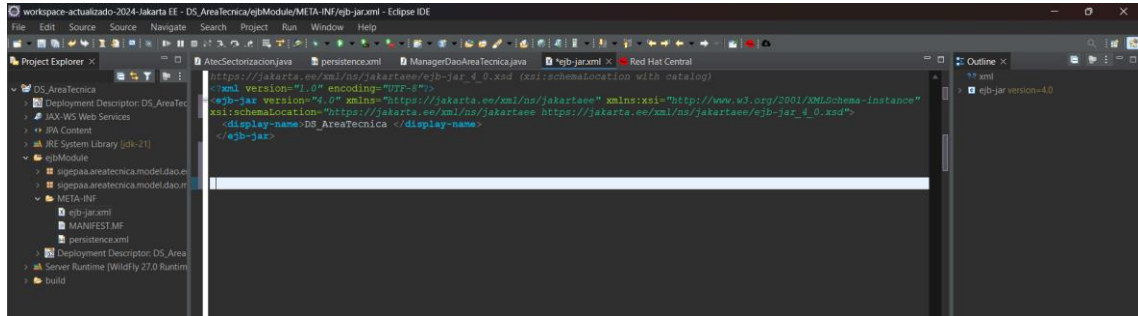 workspace-actualizado-2024-Jakarta EE - DS_AreaTecnica/ejbModule/META-INF/ejb-jar.xml - Eclipse IDE
File Edit Source Source Navigate Search Project Run Window Help
Project Explorer
AtecSectorizacion.java persistence.xml ManagerDaoAreaTecnica.java *ejb-jar.xml Red Hat Central
Outline
DS_AreaTecnica
Deployment Descriptor: DS_AreaTec
JAX-WS Web Services
JPA Content
JRE System Library [jdk-21]
ejbModule
sigepaa.areatecnica.model.dao.e
sigepaa.areatecnica.model.dao.m
META-INF
ejb-jar.xml
MANIFEST.MF
persistence.xml
Deployment Descriptor: DS_Area
Server Runtime [WildFly 27.0 Runtim
build
https://jakarta.ee/xml/ns/jakartaee/ejb-jar_4_0.xsd (xsi:schemaLocation with catalog)
<?xml version="1.0" encoding="UTF-8"?>
<ejb-jar version="4.0" xmlns="https://jakarta.ee/xml/ns/jakartaee" xmlns:xsi="http://www.w3.org/2001/XMLSchema-instance"
xsi:schemaLocation="https://jakarta.ee/xml/ns/jakartaee https://jakarta.ee/xml/ns/jakartaee/ejb-jar_4_0.xsd">
<display-name>DS_AreaTecnica </display-name>
</ejb-jar>
?=? xml
ejb-jar version=4.0